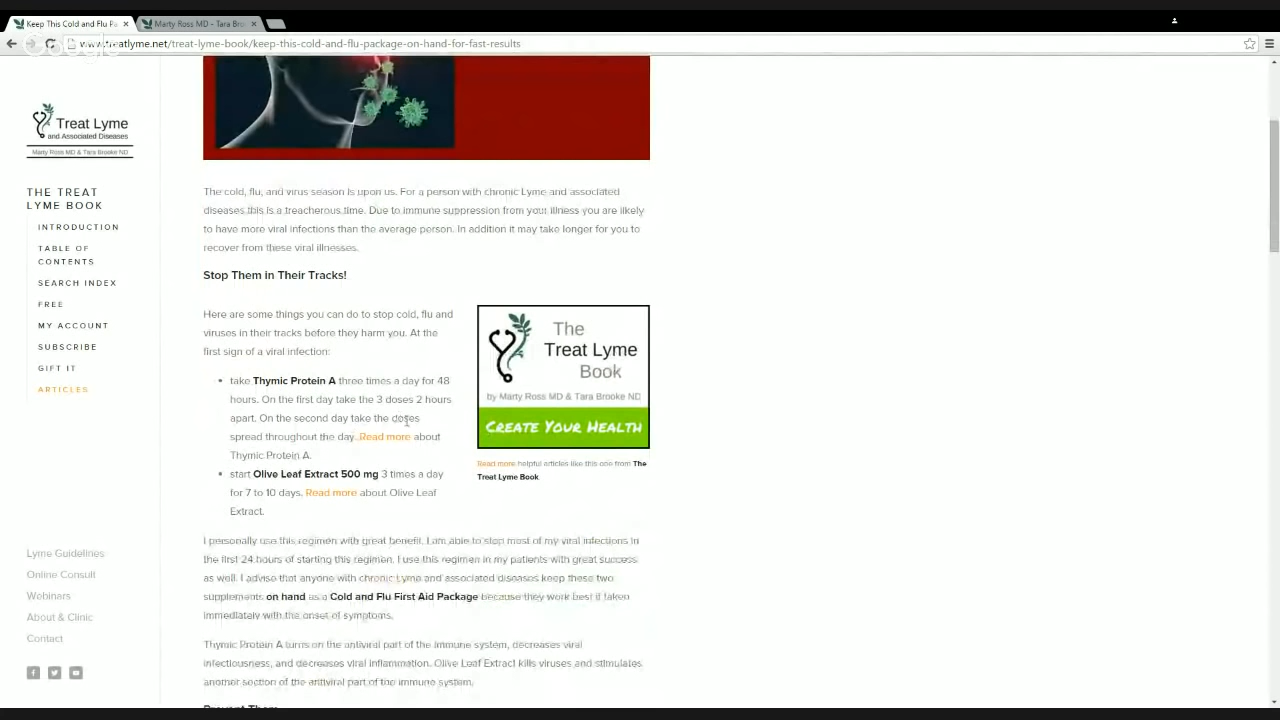 Keep This Cold and Flu Pa
Marty Ross MD - Tara Bro
www.treatlyme.net/treat-lyme-book/keep-this-cold-and-flu-package-on-hand-for-fast-results
Treat Lyme
and Associated Diseases
Marty Ross MD & Tara Brooke ND
THE TREAT
LYME BOOK
INTRODUCTION
TABLE OF
CONTENTS
SEARCH INDEX
FREE
MY ACCOUNT
SUBSCRIBE
GIFT IT
ARTICLES
Lyme Guidelines
Online Consult
Webinars
About & Clinic
Contact
The cold, flu, and virus season is upon us. For a person with chronic Lyme and associated
diseases this is a treacherous time. Due to immune suppression from your illness you are likely
to have more viral infections than the average person. In addition it may take longer for you to
recover from these viral illnesses.
Stop Them in Their Tracks!
Here are some things you can do to stop cold, flu and
viruses in their tracks before they harm you. At the
first sign of a viral infection:
• take Thymic Protein A three times a day for 48
hours. On the first day take the 3 doses 2 hours
apart. On the second day take the doses
spread throughout the day. Read more about
Thymic Protein A.
• start Olive Leaf Extract 500 mg 3 times a day
for 7 to 10 days. Read more about Olive Leaf
Extract.
The
Treat Lyme
Book
by Marty Ross MD & Tara Brooke ND
CREATE YOUR HEALTH
Read more helpful articles like this one from The
Treat Lyme Book.
I personally use this regimen with great benefit. I am able to stop most of my viral infections in
the first 24 hours of starting this regimen. I use this regimen in my patients with great success
as well. I advise that anyone with chronic Lyme and associated diseases keep these two
supplements on hand as a Cold and Flu First Aid Package because they work best if taken
immediately with the onset of symptoms.
Thymic Protein A turns on the antiviral part of the immune system, decreases viral
infectiousness, and decreases viral inflammation. Olive Leaf Extract kills viruses and stimulates
another section of the antiviral part of the immune system.
Prevent Them